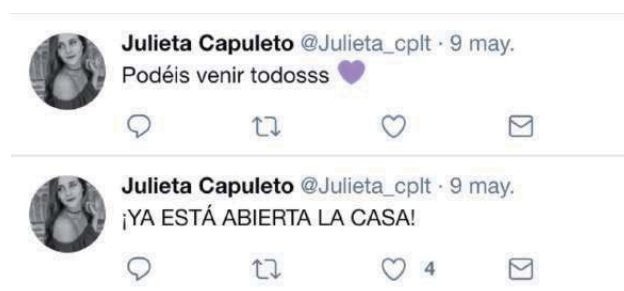 Julieta Capuleto @Julieta_cplt · 9 may.
Podéis venir todosss 💜
Julieta Capuleto @Julieta_cplt · 9 may.
¡YA ESTÁ ABIERTA LA CASA!
4